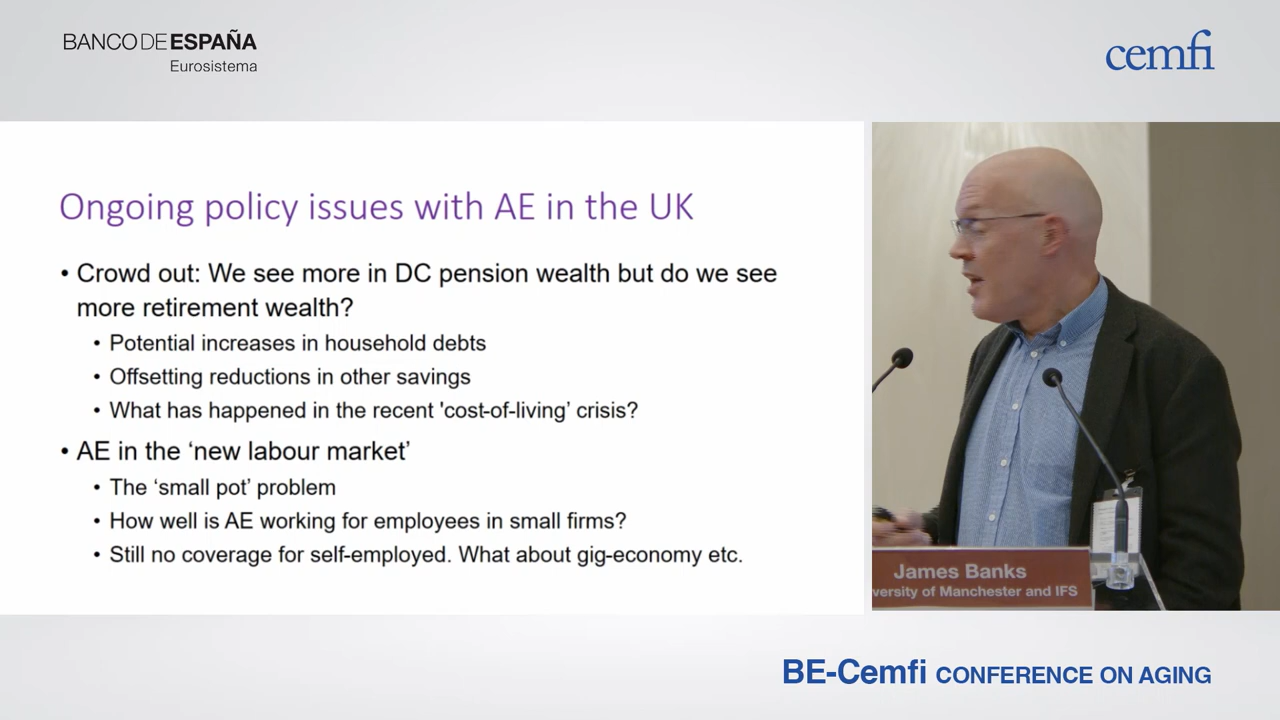 BANCO DE ESPAÑA
Eurosistema
cemfi
Ongoing policy issues with AE in the UK
• Crowd out: We see more in DC pension wealth but do we see
more retirement wealth?
• Potential increases in household debts
• Offsetting reductions in other savings
• What has happened in the recent 'cost-of-living’ crisis?
• AE in the ‘new labour market’
• The ‘small pot’ problem
• How well is AE working for employees in small firms?
• Still no coverage for self-employed. What about gig-economy etc.
James Banks
of Manchester and IFS
BE-Cemfi CONFERENCE ON AGING